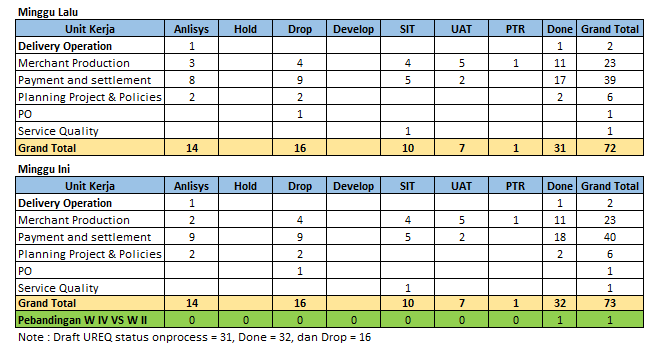 Minggu Lalu
Unit Kerja Anlisys Hold Drop Develop SIT UAT PTR Done Grand Total
Delivery Operation 1 1 2
Merchant Production 3 4 4 5 1 11 23
Payment and settlement 8 9 5 2 17 39
Planning Project & Policies 2 2 2 6
PO 1 1
Service Quality 1 1
Grand Total 14 16 10 7 1 31 72
Minggu Ini
Unit Kerja Anlisys Hold Drop Develop SIT UAT PTR Done Grand Total
Delivery Operation 1 1 2
Merchant Production 2 4 4 5 1 11 23
Payment and settlement 9 9 5 2 18 40
Planning Project & Policies 2 2 2 6
PO 1 1
Service Quality 1 1
Grand Total 14 16 10 7 1 32 73
Pebandingan W IV VS W II 0 0 0 0 0 0 0 1 1
Note : Draft UREQ status onprocess = 31, Done = 32, dan Drop = 16